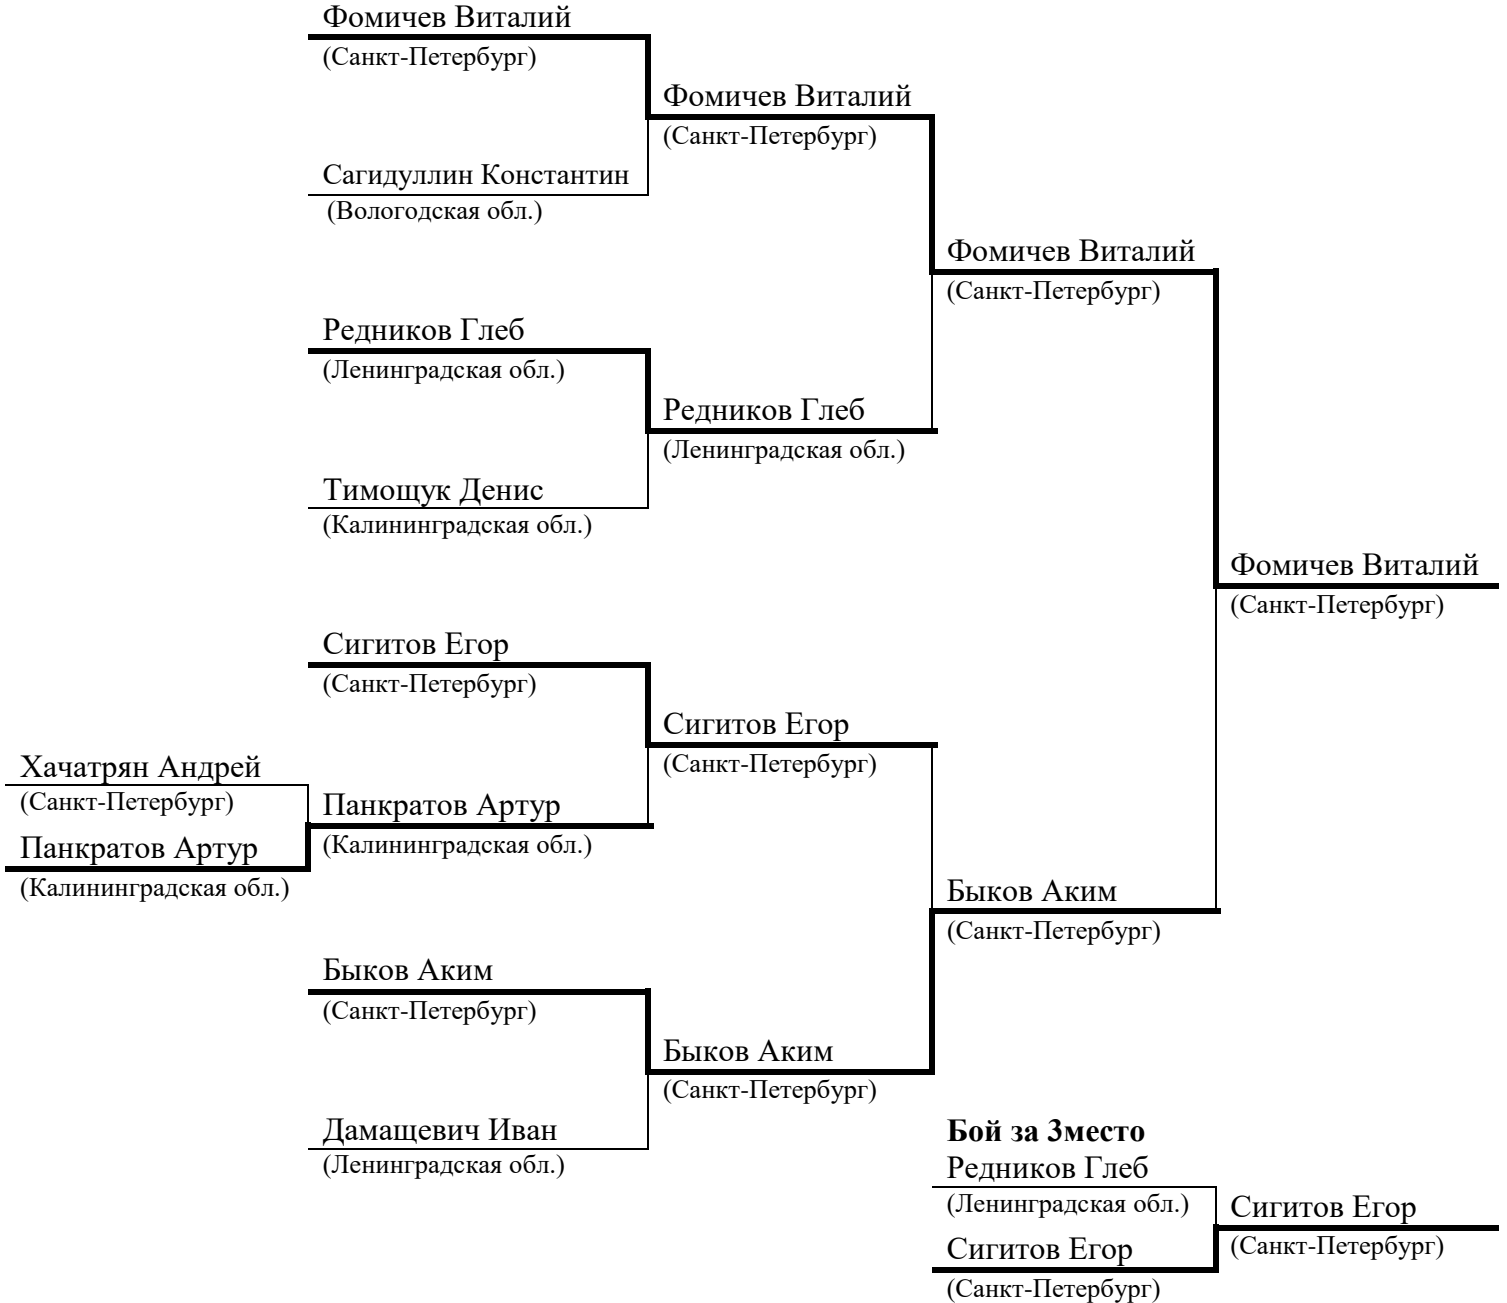 Фомичев Виталий
(Санкт-Петербург)
Фомичев Виталий
(Санкт-Петербург)
Сагидуллин Константин
(Вологодская обл.)
Фомичев Виталий
(Санкт-Петербург)
Редников Глеб
(Ленинградская обл.)
Редников Глеб
(Ленинградская обл.)
Тимощук Денис
(Калининградская обл.)
Фомичев Виталий
(Санкт-Петербург)
Сигитов Егор
(Санкт-Петербург)
Сигитов Егор
(Санкт-Петербург)
Хачатрян Андрей
(Санкт-Петербург)
Панкратов Артур
(Калининградская обл.)
Панкратов Артур
(Калининградская обл.)
Быков Аким
(Санкт-Петербург)
Быков Аким
(Санкт-Петербург)
Быков Аким
(Санкт-Петербург)
Дамащевич Иван
(Ленинградская обл.)
Бой за 3место
Редников Глеб
(Ленинградская обл.)
Сигитов Егор
(Санкт-Петербург)
Сигитов Егор
(Санкт-Петербург)